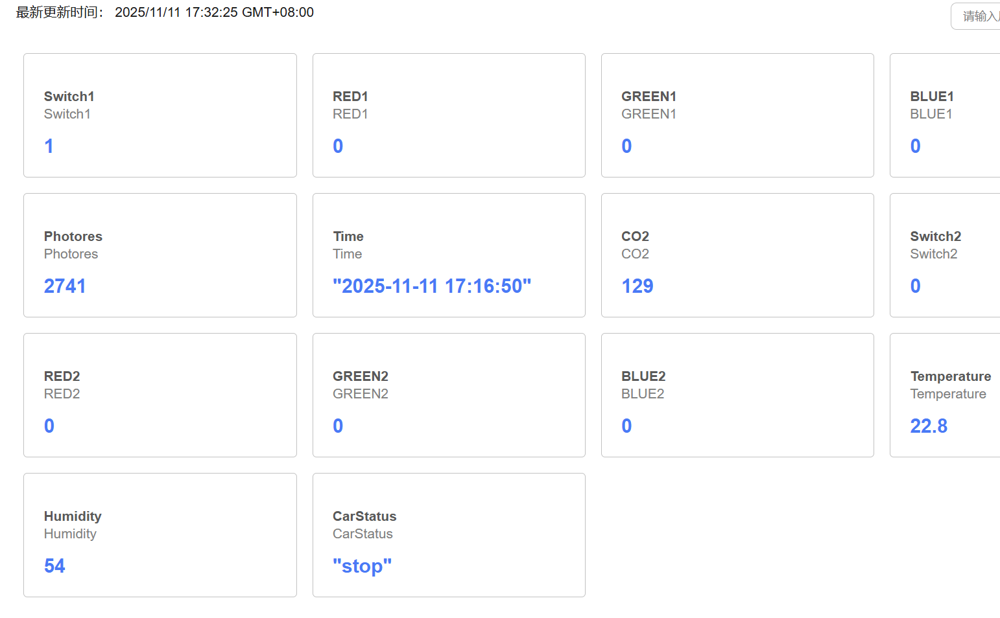 最新更新时间： 2025/11/11 17:32:25 GMT+08:00
请输入
Switch1
Switch1
1
RED1
RED1
0
GREEN1
GREEN1
0
BLUE1
BLUE1
0
Photores
Photores
2741
Time
Time
"2025-11-11 17:16:50"
CO2
CO2
129
Switch2
Switch2
0
RED2
RED2
0
GREEN2
GREEN2
0
BLUE2
BLUE2
0
Temperature
Temperature
22.8
Humidity
Humidity
54
CarStatus
CarStatus
"stop"